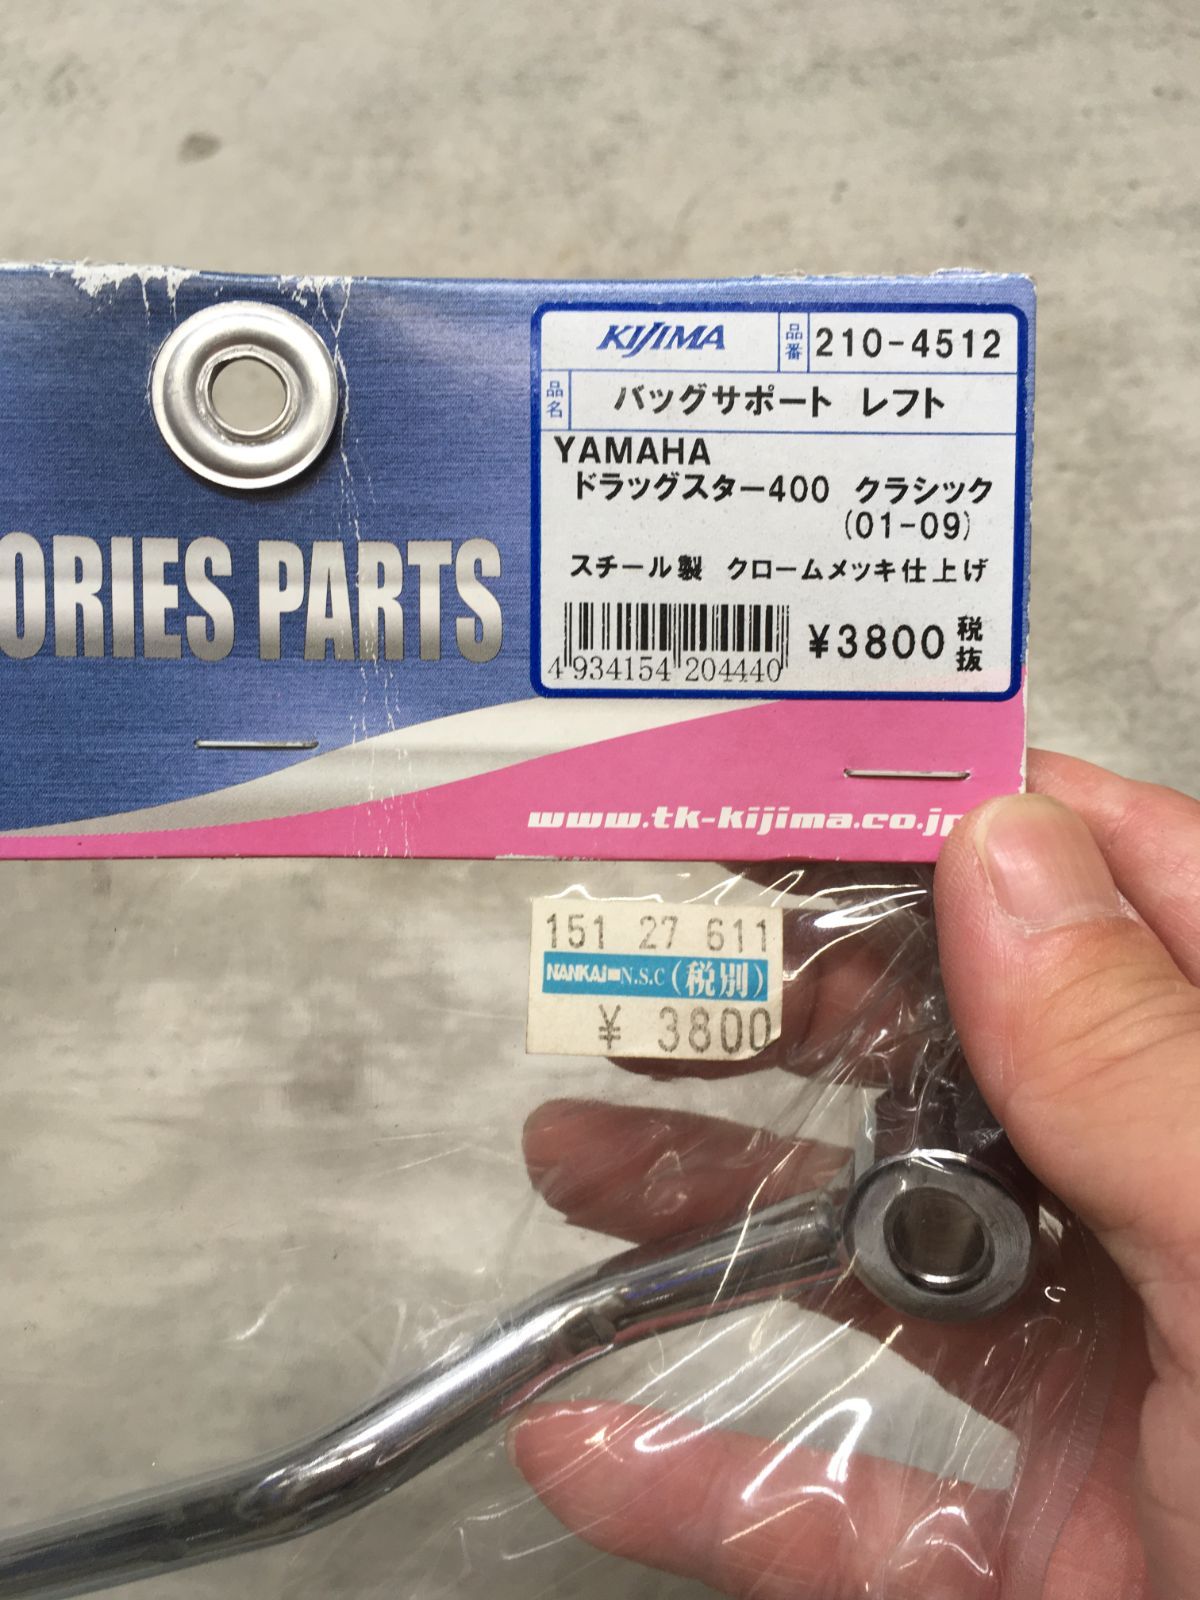 KIJIMA 品番 210-4512
品名 バッグサポート レフト
YAMAHA
ドラッグスター400 クラシック
(01-09)
スチール製 クロームメッキ仕上げ
4 934154 204440 ¥3800 税抜
ORIES PARTS
www.tk-kijima.co.jp
151 27 611
NANKAI N.S.C (税別)
¥ 3800